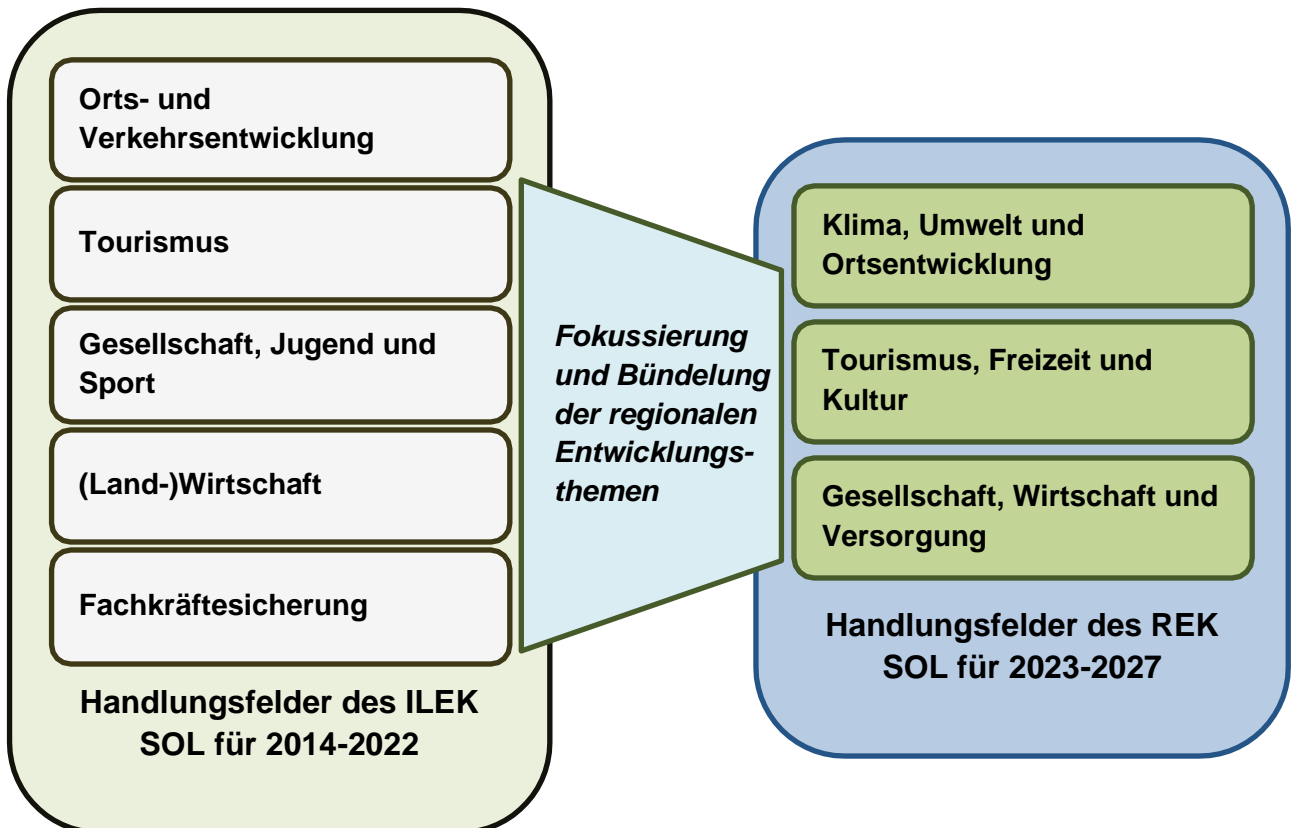 Orts- und
Verkehrsentwicklung
Tourismus
Gesellschaft, Jugend und
Sport
(Land-)Wirtschaft
Fachkräftesicherung
Handlungsfelder des ILEK
SOL für 2014-2022
Fokussierung
und Bündelung
der regionalen
Entwicklungs-
themen
Klima, Umwelt und
Ortsentwicklung
Tourismus, Freizeit und
Kultur
Gesellschaft, Wirtschaft und
Versorgung
Handlungsfelder des REK
SOL für 2023-2027